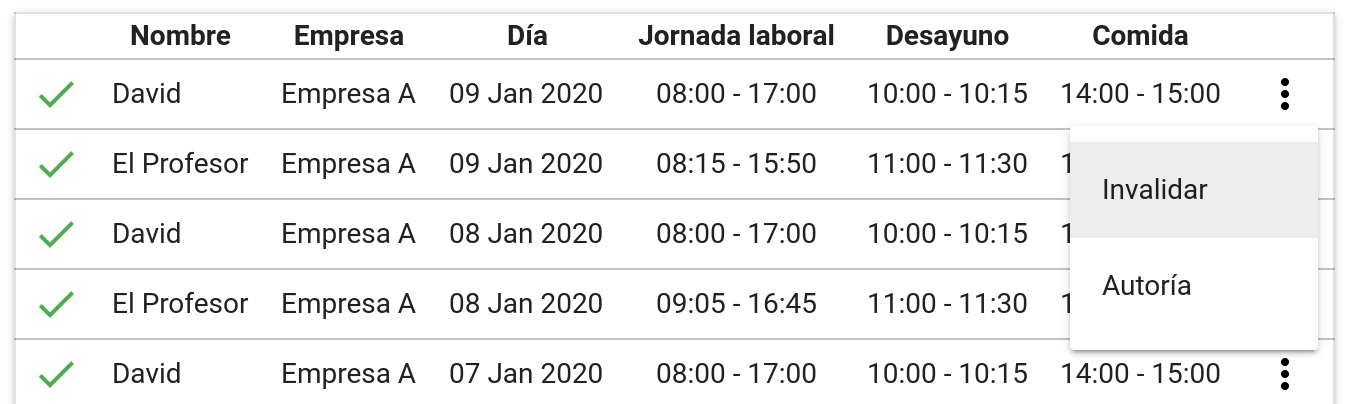 Nombre Empresa Día Jornada laboral Desayuno Comida
David Empresa A 09 Jan 2020 08:00 - 17:00 10:00 - 10:15 14:00 - 15:00
El Profesor Empresa A 09 Jan 2020 08:15 - 15:50 11:00 - 11:30
Invalidar
David Empresa A 08 Jan 2020 08:00 - 17:00 10:00 - 10:15
Autoría
El Profesor Empresa A 08 Jan 2020 09:05 - 16:45 11:00 - 11:30
David Empresa A 07 Jan 2020 08:00 - 17:00 10:00 - 10:15 14:00 - 15:00